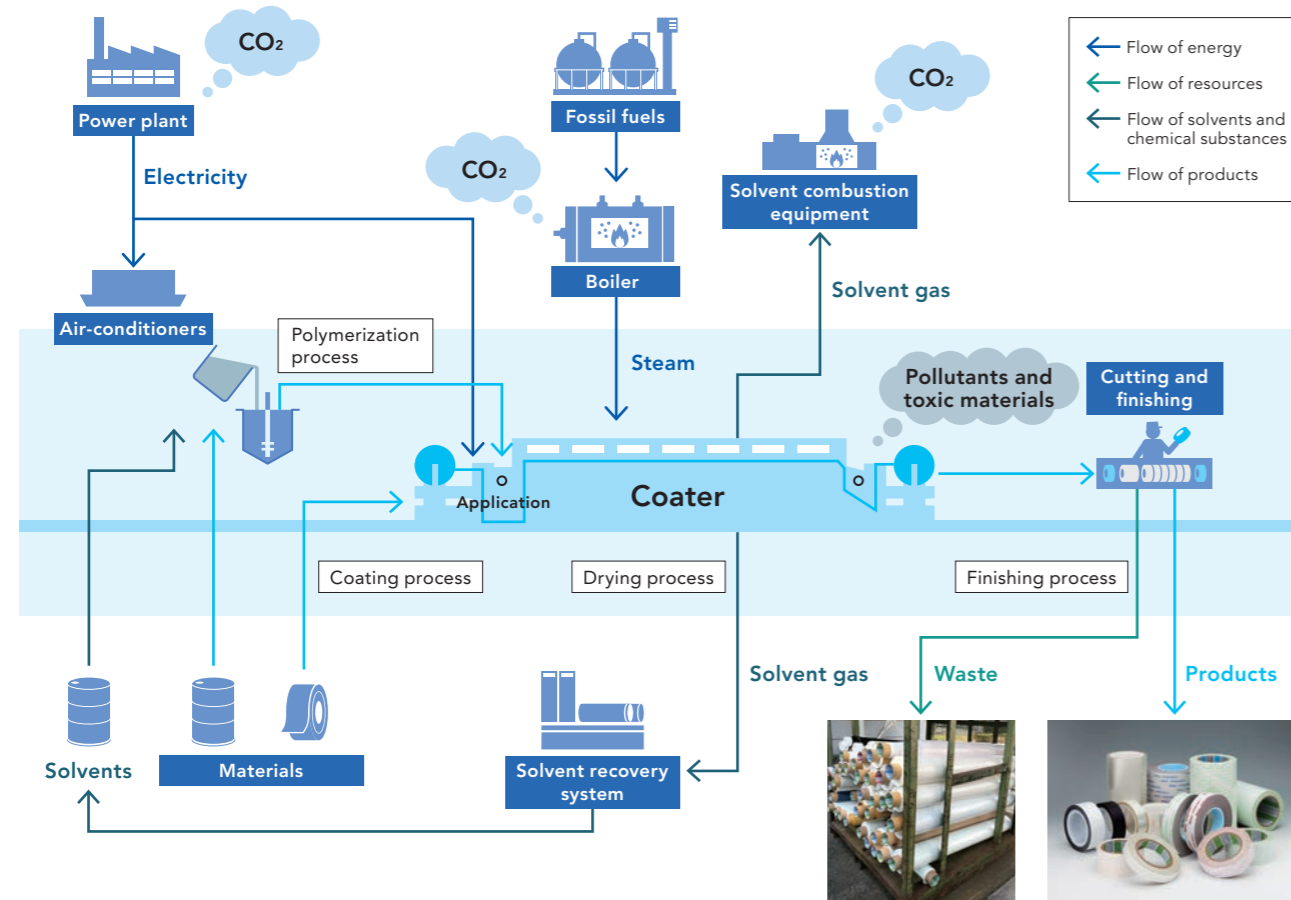 CO2
Power plant
Electricity
Air-conditioners
Fossil fuels
CO2
Boiler
Steam
CO2
Solvent combustion
equipment
Solvent gas
Flow of energy
Flow of resources
Flow of solvents and
chemical substances
Flow of products
Polymerization
process
Pollutants and
toxic materials
Cutting and
finishing
Application
Coater
Coating process
Drying process
Finishing process
Solvents
Materials
Solvent recovery
system
Solvent gas
Waste
Products